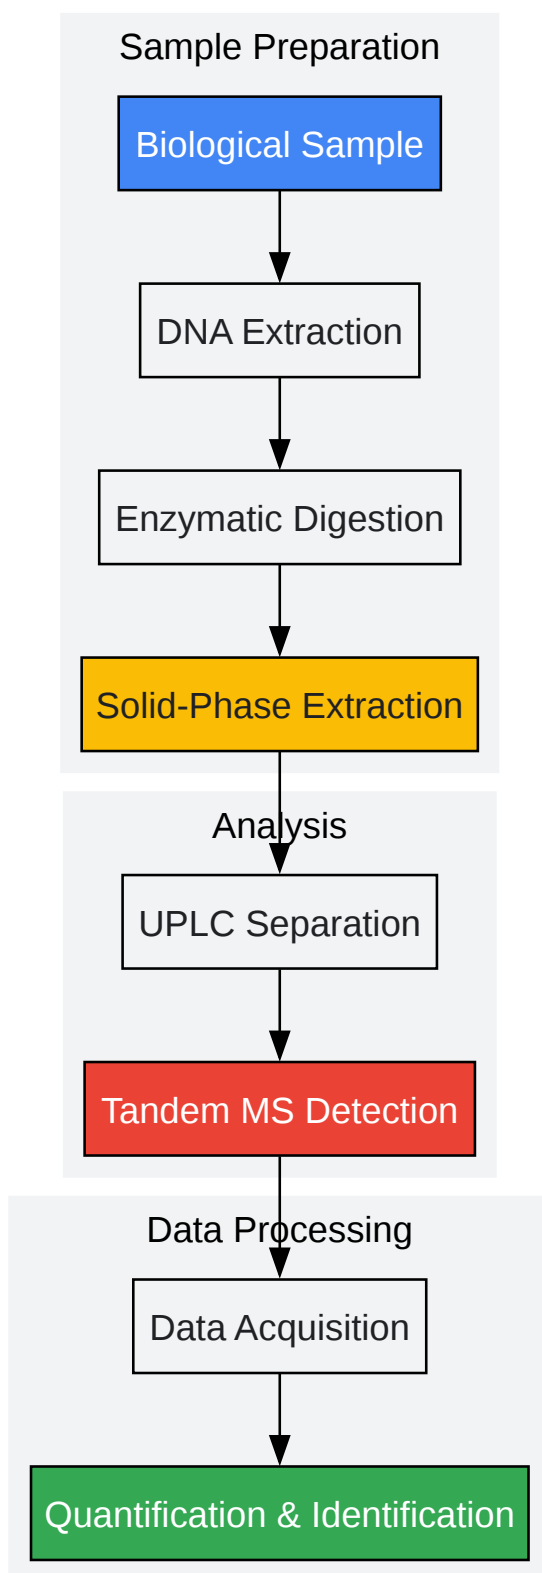 Sample Preparation
Biological Sample
DNA Extraction
Enzymatic Digestion
Solid-Phase Extraction
Analysis
UPLC Separation
Tandem MS Detection
Data Processing
Data Acquisition
Quantification & Identification